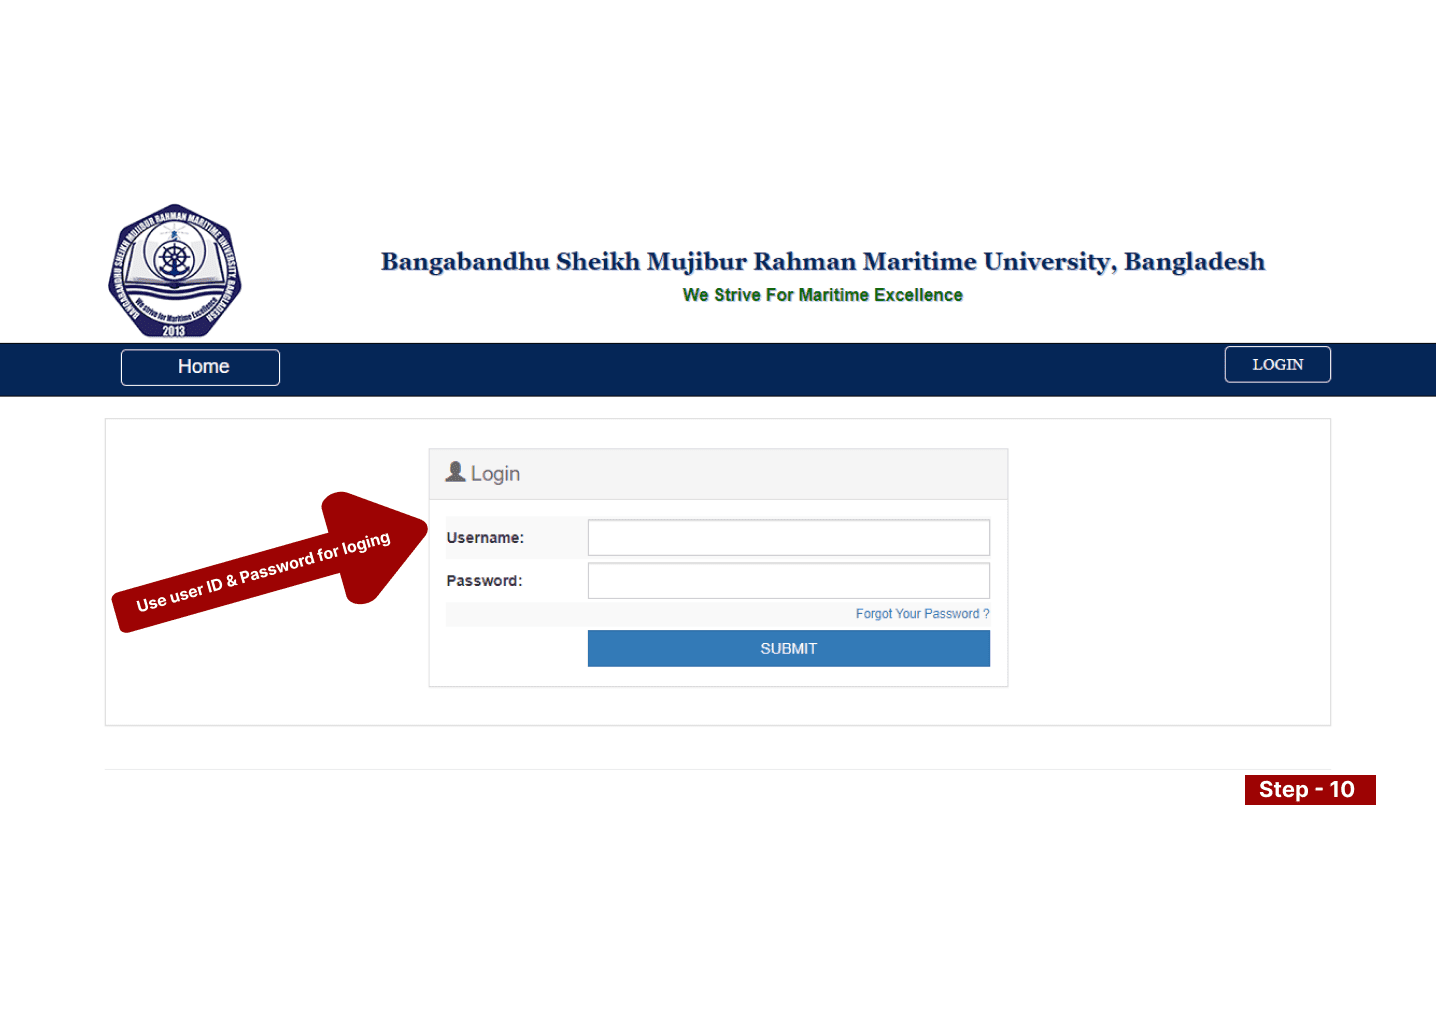 BANGABANDHU SHEIKH MUJIBUR RAHMAN MARITIME UNIVERSITY BANGLADESH
We strive for Maritime Excellence
2013
Bangabandhu Sheikh Mujibur Rahman Maritime University, Bangladesh
We Strive For Maritime Excellence
Home
LOGIN
Login
Use user ID & Password for loging
Username:
Password:
Forgot Your Password ?
SUBMIT
Step - 10